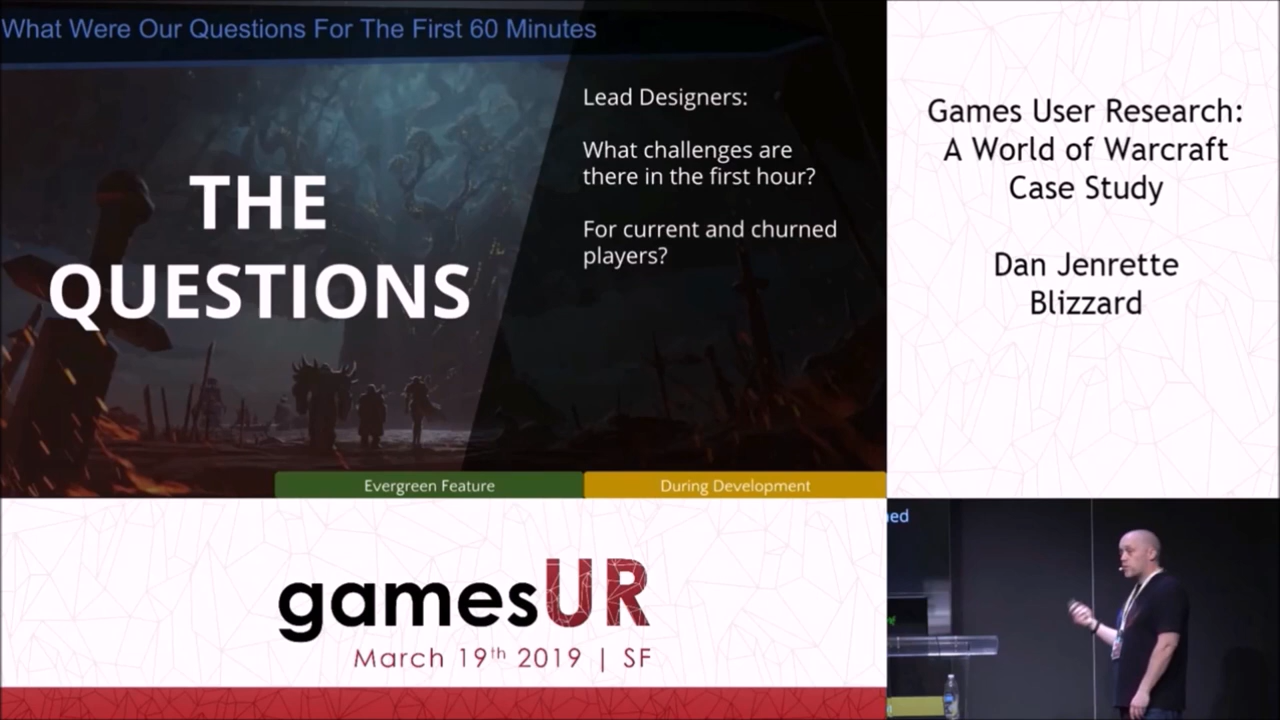 What Were Our Questions For The First 60 Minutes
THE
QUESTIONS
Lead Designers:
What challenges are
there in the first hour?
For current and churned
players?
Evergreen Feature
During Development
Games User Research:
A World of Warcraft
Case Study
Dan Jenrette
Blizzard
gamesUR
March 19th 2019 | SF